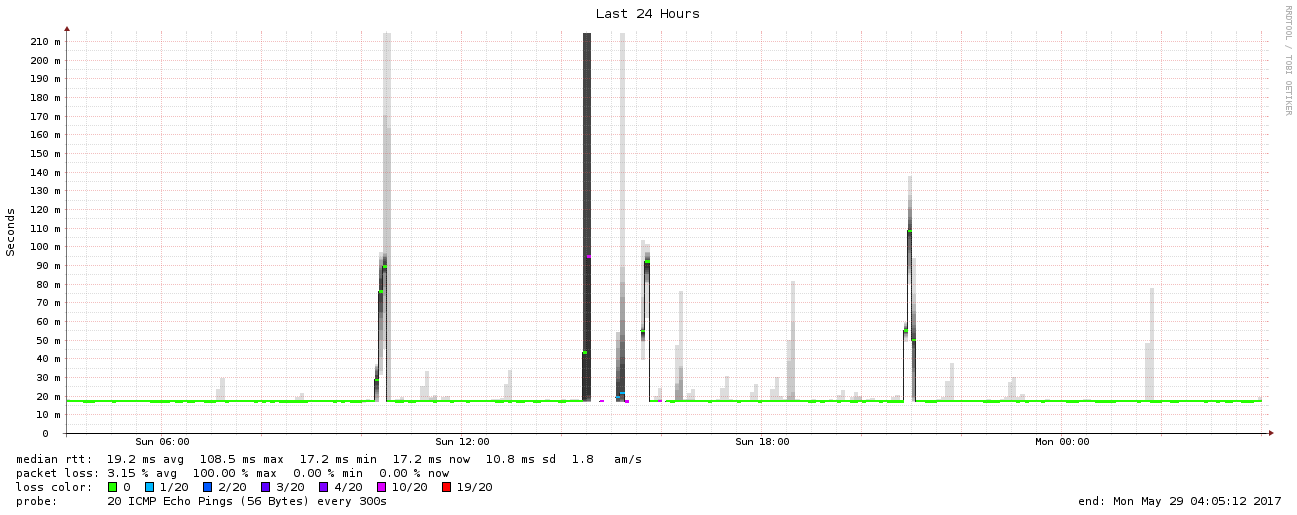 Last 24 Hours
RRDTOOL / TOBI OETIKER
Seconds
210 m
200 m
190 m
180 m
170 m
160 m
150 m
140 m
130 m
120 m
110 m
100 m
90 m
80 m
70 m
60 m
50 m
40 m
30 m
20 m
10 m
0
Sun 06:00 Sun 12:00 Sun 18:00 Mon 00:00
median rtt: 19.2 ms avg 108.5 ms max 17.2 ms min 17.2 ms now 10.8 ms sd 1.8 am/s
packet loss: 3.15 % avg 100.00 % max 0.00 % min 0.00 % now
loss color: 0 1/20 2/20 3/20 4/20 10/20 19/20
probe: 20 ICMP Echo Pings (56 Bytes) every 300s end: Mon May 29 04:05:12 2017